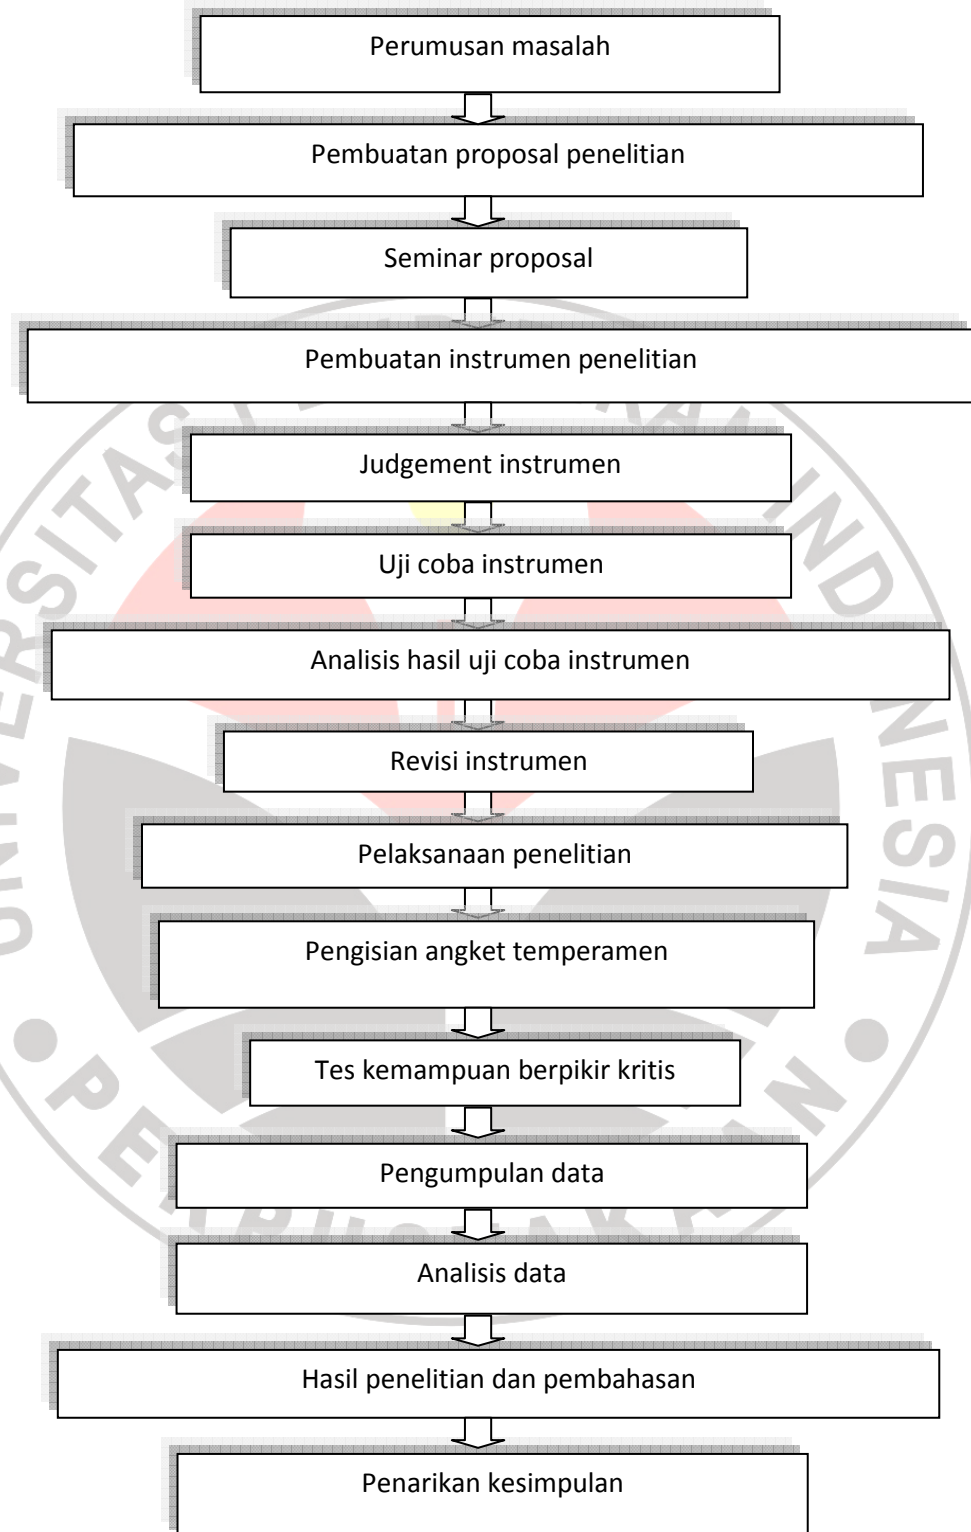 Perumusan masalah
Pembuatan proposal penelitian
Seminar proposal
Pembuatan instrumen penelitian
Judgement instrumen
Uji coba instrumen
Analisis hasil uji coba instrumen
Revisi instrumen
Pelaksanaan penelitian
Pengisian angket temperamen
Tes kemampuan berpikir kritis
Pengumpulan data
Analisis data
Hasil penelitian dan pembahasan
Penarikan kesimpulan